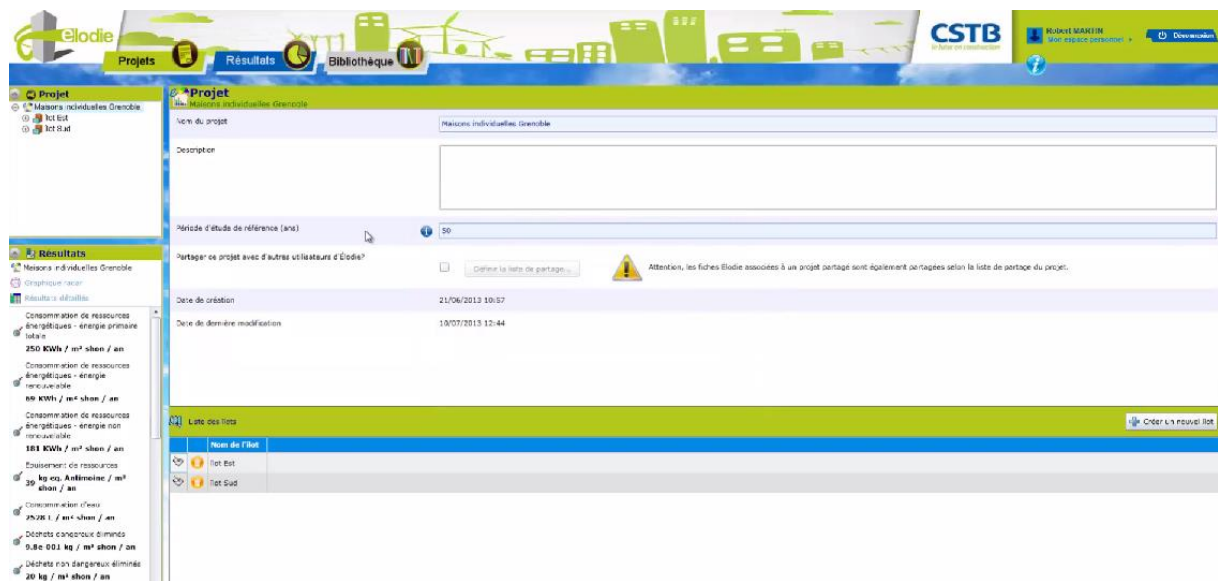 élodie
Projets
Résultats
Bibliothèque
CSTB
le futur en construction
Robert MARTIN
Mon espace personnel
Déconnexion
Projet
Maisons individuelles Grenoble
Ilot Est
Ilot Sud
Projet
Maisons individuelles Grenoble
Nom du projet
Maisons individuelles Grenoble
Description
Période d'étude de référence (ans)
50
Partager ce projet avec d'autres utilisateurs d'Élodie?
Définir la liste de partage...
Attention, les fiches Elodie associées à un projet partagé sont également partagées selon la liste de partage du projet.
Date de création
21/06/2013 10:57
Date de dernière modification
10/07/2013 12:44
Résultats
Maisons individuelles Grenoble
Graphique radar
Résultats détaillés
Consommation de ressources
énergétiques - énergie primaire
totale
250 KWh / m² shon / an
Consommation de ressources
énergétiques - énergie
renouvelable
69 KWh / m² shon / an
Consommation de ressources
énergétiques - énergie non
renouvelable
181 KWh / m² shon / an
Epuisement de ressources
39 kg eq. Antimoine / m²
shon / an
Consommation d'eau
2528 L / m² shon / an
Déchets dangereux éliminés
9.8e-001 kg / m² shon / an
Déchets non dangereux éliminés
20 kg / m² shon / an
Liste des îlots
Créer un nouvel îlot
Nom de l'îlot
Ilot Est
Ilot Sud